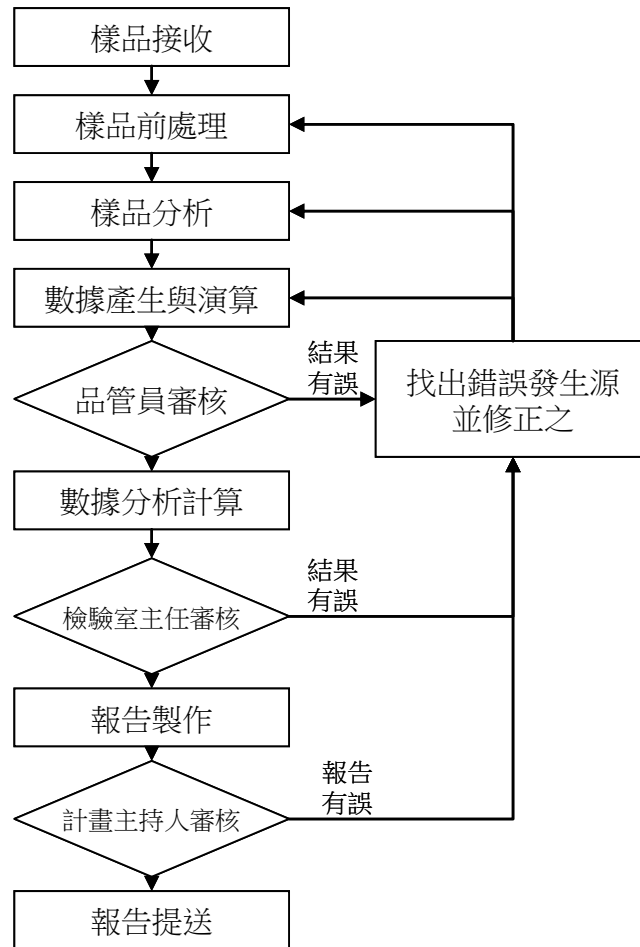 樣品接收
樣品前處理
樣品分析
數據產生與演算
品管員審核
結果
有誤
找出錯誤發生源
並修正之
數據分析計算
檢驗室主任審核
結果
有誤
報告製作
計畫主持人審核
報告
有誤
報告提送